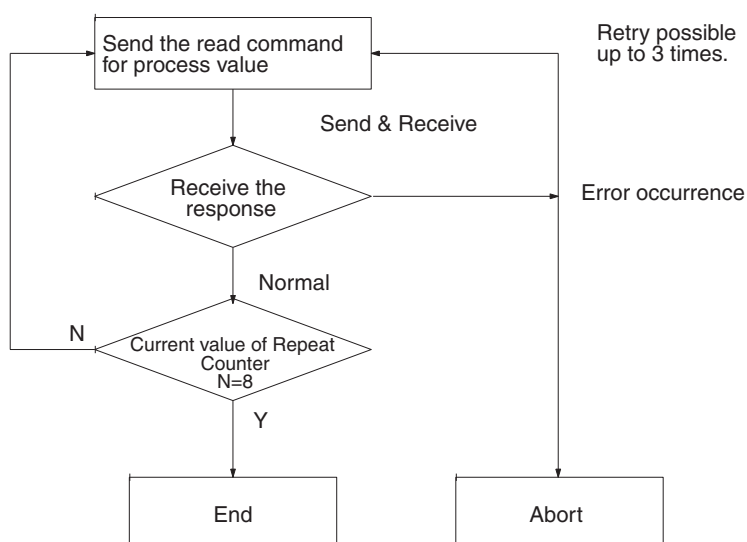 Send the read command
for process value
Retry possible
up to 3 times.
Send & Receive
Receive the
response
Error occurrence
Normal
N
Current value of Repeat
Counter
N=8
Y
End
Abort